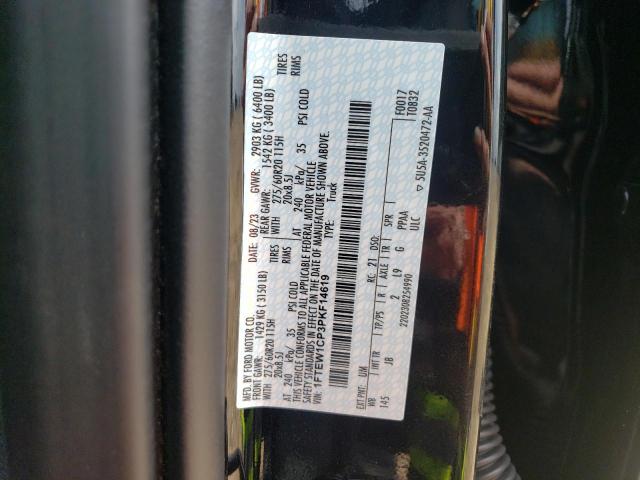 MFD. BY FORD MOTOR CO.
DATE: 08/23 GVWR: 2903 KG ( 6400 LB)
FRONT GAWR: 1429 KG ( 3150 LB) REAR GAWR: 1542 KG ( 3400 LB)
WITH 275/60R20 115H TIRES WITH 275/60R20 115H TIRES
20x8.5J RIMS 20x8.5J RIMS
AT 240 kPa/ 35 PSI COLD AT 240 kPa/ 35 PSI COLD
THIS VEHICLE CONFORMS TO ALL APPLICABLE FEDERAL MOTOR VEHICLE
SAFETY STANDARDS IN EFFECT ON THE DATE OF MANUFACTURE SHOWN ABOVE.
VIN: 1FTEW1CP3PKF14619 TYPE: Truck
F0017
T0832
EXT PNT: UM RC: 21 DSO:
WB INT TR TP/PS R AXLE TR SPR
145 JB 2 L9 G PPAA
ULC
2202308254990
5U5A-3520472-AA